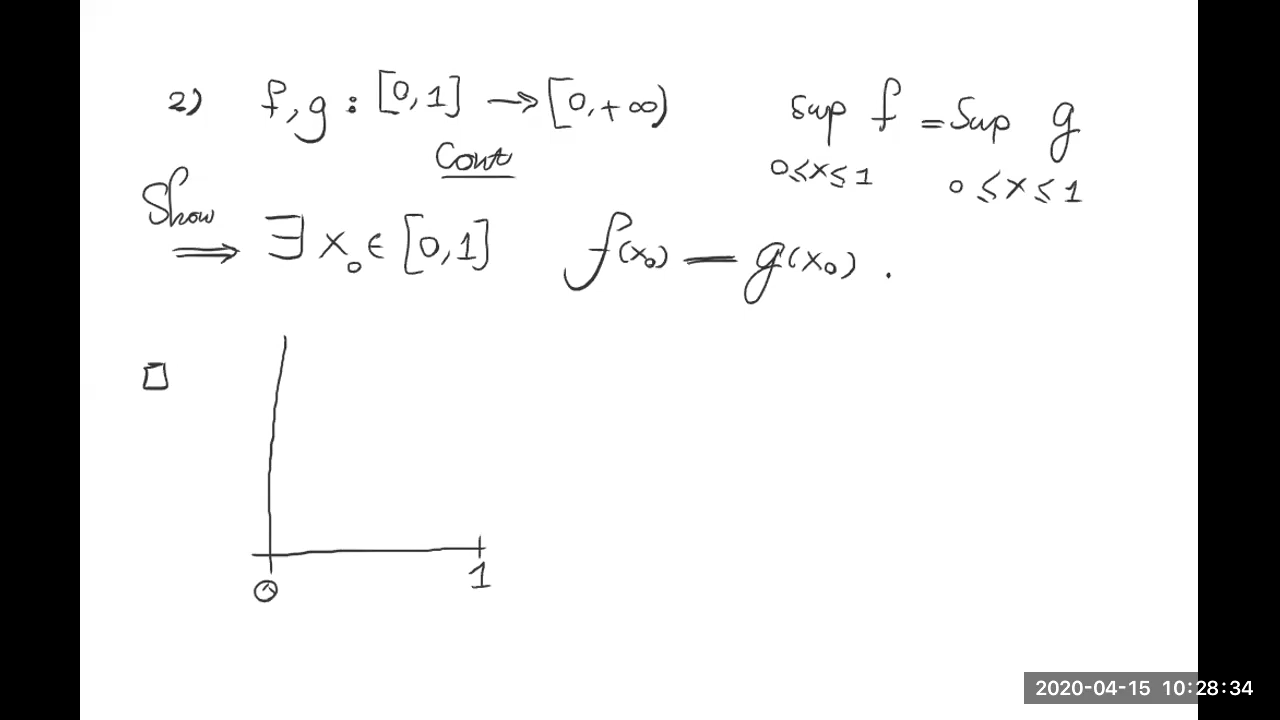 2) f, g : [0, 1] → [0, +∞) sup f = sup g
Cont 0≤x≤1 0≤x≤1
Show
⟹ ∃ x₀ ∈ [0, 1] f(x₀) — g(x₀) .
0 1
2020-04-15 10:28:34